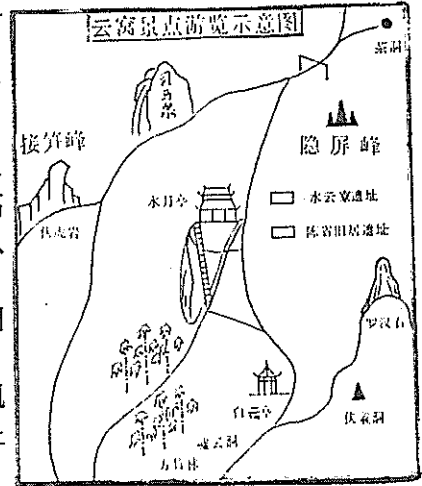 云窝景点游览示意图
茶洞
接笋峰
隐屏峰
水月亭
水云寮遗址
陈省旧居遗址
伏虎岩
罗汉石
白云亭
伏羲洞
方竹林